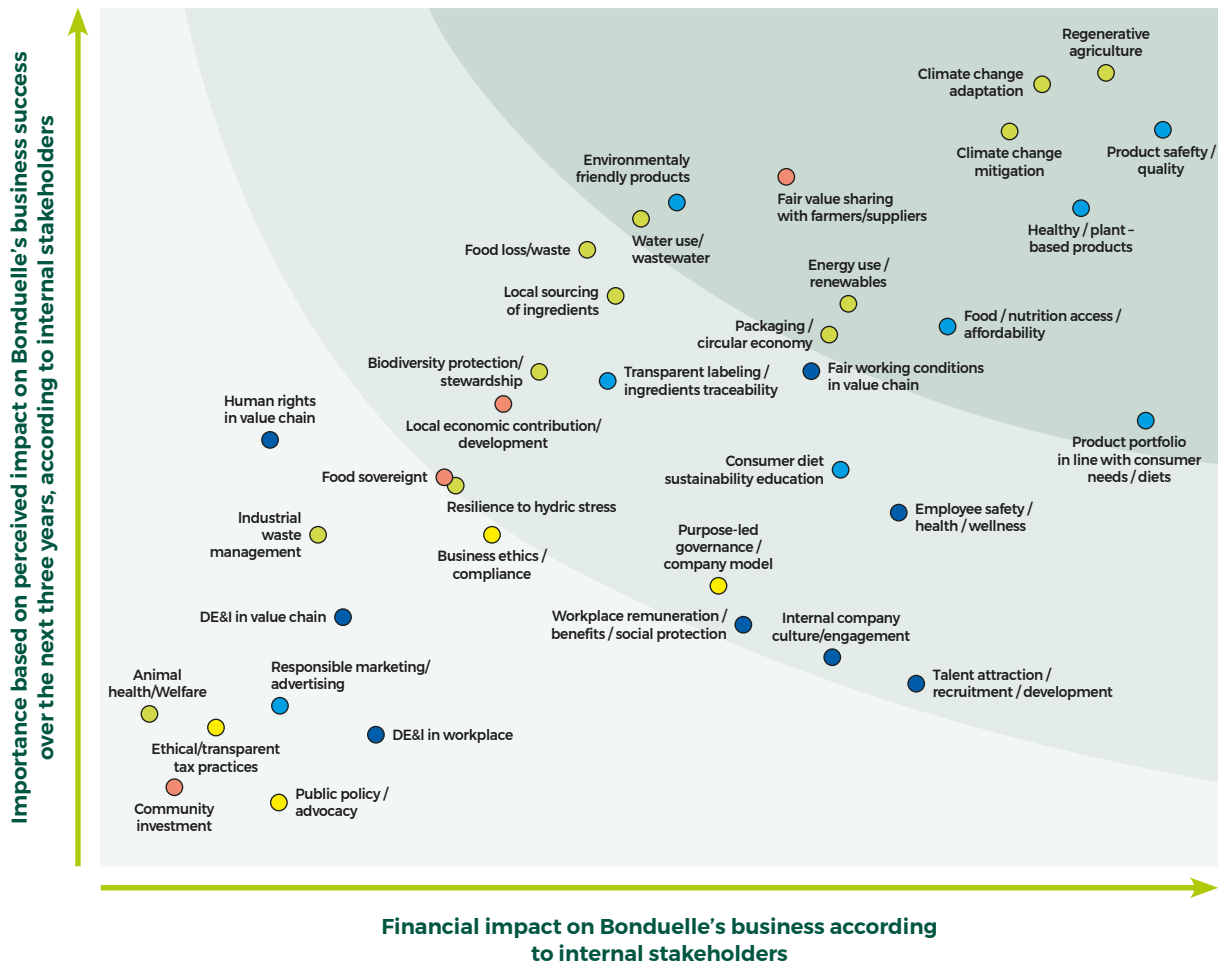 Importance based on perceived impact on Bonduelle's business success
over the next three years, according to internal stakeholders
Regenerative
agriculture
Climate change
adaptation
Climate change
mitigation
Product safefty /
quality
Environmentaly
friendly products
Fair value sharing
with farmers/suppliers
Healthy / plant –
based products
Water use/
wastewater
Food loss/waste
Energy use /
renewables
Local sourcing
of ingredients
Packaging /
circular economy
Food / nutrition access /
affordability
Biodiversity protection/
stewardship
Transparent labeling /
ingredients traceability
Fair working conditions
in value chain
Human rights
in value chain
Local economic contribution/
development
Product portfolio
in line with consumer
needs / diets
Consumer diet
sustainability education
Food sovereignt
Resilience to hydric stress
Employee safety /
health / wellness
Industrial
waste
management
Business ethics /
compliance
Purpose-led
governance /
company model
DE&I in value chain
Workplace remuneration /
benefits / social protection
Internal company
culture/engagement
Talent attraction /
recruitment / development
Animal
health/Welfare
Responsible marketing/
advertising
Ethical/transparent
tax practices
DE&I in workplace
Community
investment
Public policy /
advocacy
Financial impact on Bonduelle's business according
to internal stakeholders